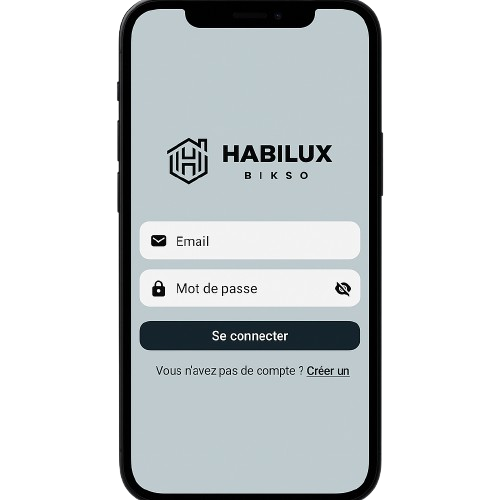 HABILUX
BIKSO
Email
Mot de passe
Se connecter
Vous n'avez pas de compte ? Créer un